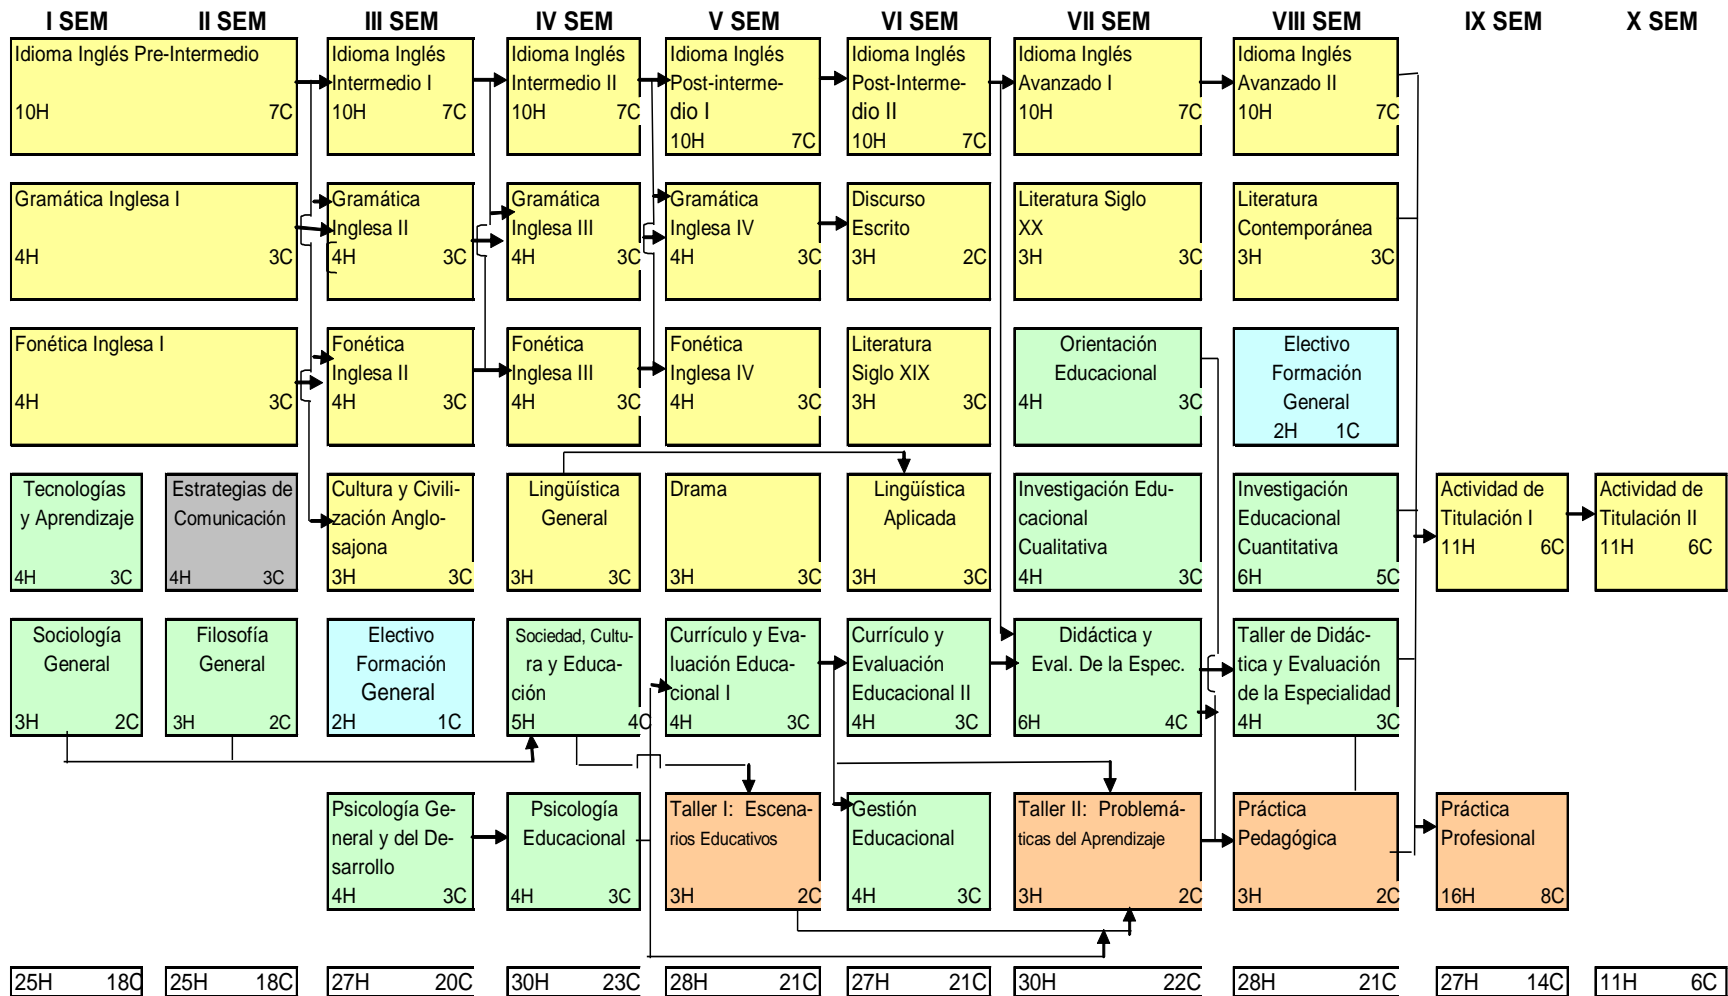 I SEM II SEM III SEM IV SEM V SEM VI SEM VII SEM VIII SEM IX SEM X SEM
Idioma Inglés Pre-Intermedio
10H 7C
Idioma Inglés
Intermedio I
10H 7C
Idioma Inglés
Intermedio II
10H 7C
Idioma Inglés
Post-interme-
dio I
10H 7C
Idioma Inglés
Post-Interme-
dio II
10H 7C
Idioma Inglés
Avanzado I
10H 7C
Idioma Inglés
Avanzado II
10H 7C
Gramática Inglesa I
4H 3C
Gramática
Inglesa II
4H 3C
Gramática
Inglesa III
4H 3C
Gramática
Inglesa IV
4H 3C
Discurso
Escrito
3H 2C
Literatura Siglo
XX
3H 3C
Literatura
Contemporánea
3H 3C
Fonética Inglesa I
4H 3C
Fonética
Inglesa II
4H 3C
Fonética
Inglesa III
4H 3C
Fonética
Inglesa IV
4H 3C
Literatura
Siglo XIX
3H 3C
Orientación
Educacional
4H 3C
Electivo
Formación
General
2H 1C
Tecnologías
y Aprendizaje
4H 3C
Estrategias de
Comunicación
4H 3C
Cultura y Civili-
zación Anglo-
sajona
3H 3C
Lingüística
General
3H 3C
Drama
3H 3C
Lingüística
Aplicada
3H 3C
Investigación Edu-
cacional
Cualitativa
4H 3C
Investigación
Educacional
Cuantitativa
6H 5C
Actividad de
Titulación I
11H 6C
Actividad de
Titulación II
11H 6C
Sociología
General
3H 2C
Filosofía
General
3H 2C
Electivo
Formación
General
2H 1C
Sociedad, Cultu-
ra y Educa-
ción
5H 4C
Currículo y Eva-
luación Educa-
cional I
4H 3C
Currículo y
Evaluación
Educacional II
4H 3C
Didáctica y
Eval. De la Espec.
6H 4C
Taller de Didác-
tica y Evaluación
de la Especialidad
4H 3C
Psicología Ge-
neral y del De-
sarrollo
4H 3C
Psicología
Educacional
4H 3C
Taller I: Escena-
rios Educativos
3H 2C
Gestión
Educacional
4H 3C
Taller II: Problemá-
ticas del Aprendizaje
3H 2C
Práctica
Pedagógica
3H 2C
Práctica
Profesional
16H 8C
25H 18C 25H 18C 27H 20C 30H 23C 28H 21C 27H 21C 30H 22C 28H 21C 27H 14C 11H 6C